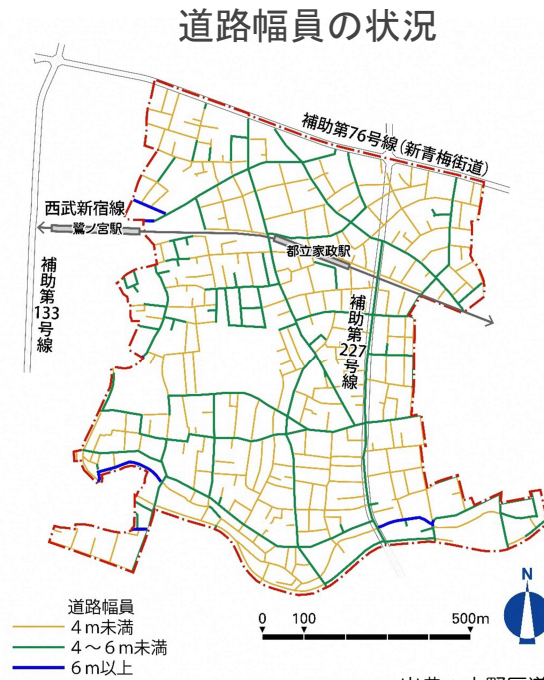 道路幅員の状況
補助第76号線(新青梅街道)
西武新宿線
鷺ノ宮駅
都立家政駅
補助第133号線
補助第227号線
N
道路幅員
4m未満
4～6m未満
6m以上
0 100 500m